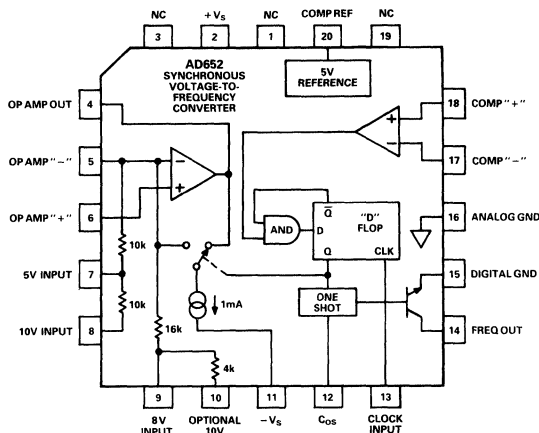 NC
+VS
NC
COMP REF
NC
3
2
1
20
19
AD652
SYNCHRONOUS
VOLTAGE-TO-
FREQUENCY
CONVERTER
5V
REFERENCE
OP AMP OUT
4
18
COMP "+"
OP AMP "–"
5
17
COMP "–"
OP AMP "+"
6
16
ANALOG GND
5V INPUT
7
15
DIGITAL GND
10V INPUT
8
14
FREQ OUT
–
+
+
–
AND
Q̅
"D"
FLOP
D
Q
CLK
10k
10k
1mA
ONE
SHOT
16k
4k
9
10
11
12
13
8V
INPUT
OPTIONAL
10V
–VS
COS
CLOCK
INPUT